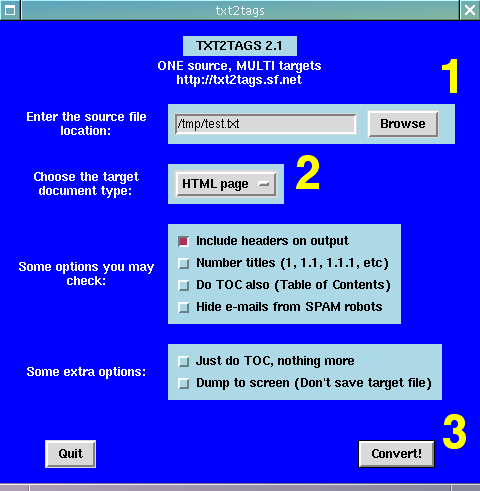 txt2tags
TXT2TAGS 2.1
ONE source, MULTI targets
http://txt2tags.sf.net
1
Enter the source file
location:
/tmp/test.txt
Browse
Choose the target
document type:
HTML page
2
Some options you may
check:
Include headers on output
Number titles (1, 1.1, 1.1.1, etc)
Do TOC also (Table of Contents)
Hide e-mails from SPAM robots
Some extra options:
Just do TOC, nothing more
Dump to screen (Don't save target file)
3
Quit
Convert!